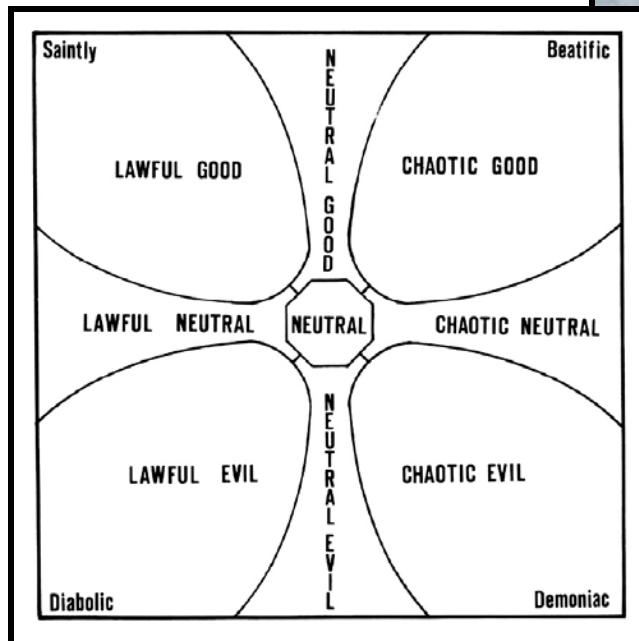 Saintly
Beatific
NEUTRAL GOOD
LAWFUL GOOD
CHAOTIC GOOD
LAWFUL NEUTRAL
NEUTRAL
CHAOTIC NEUTRAL
LAWFUL EVIL
NEUTRAL EVIL
CHAOTIC EVIL
Diabolic
Demoniac